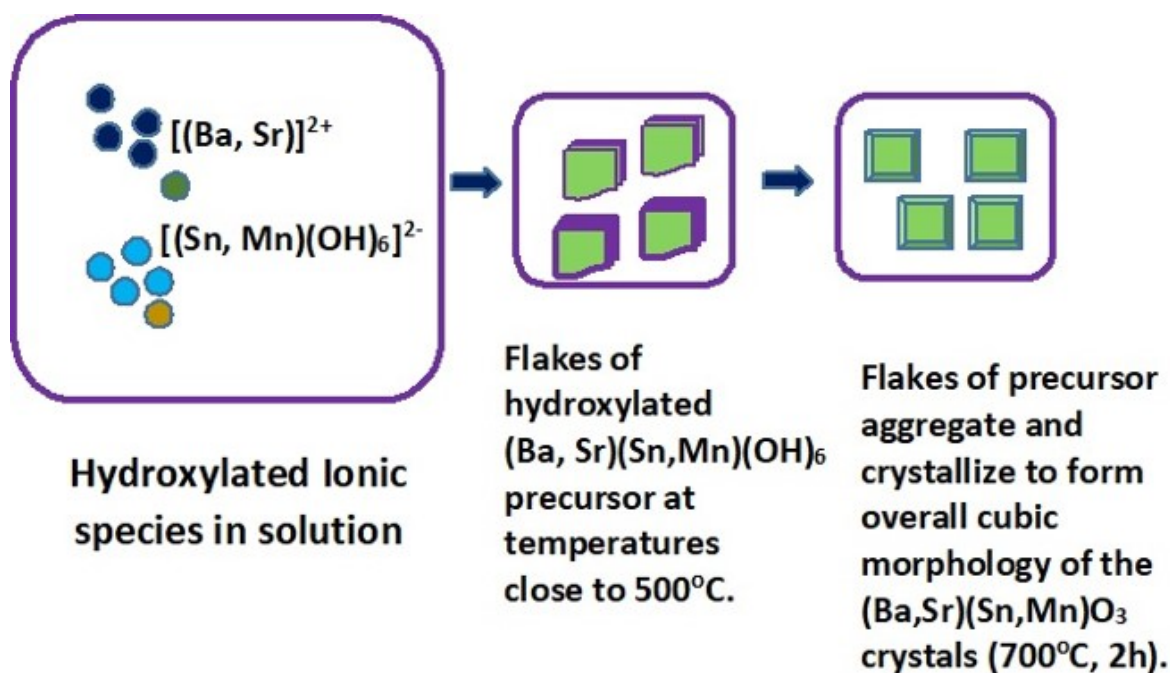 [(Ba, Sr)]²⁺
[(Sn, Mn)(OH)₆]²⁻
Hydroxylated Ionic
species in solution
Flakes of
hydroxylated
(Ba, Sr)(Sn,Mn)(OH)₆
precursor at
temperatures
close to 500°C.
Flakes of precursor
aggregate and
crystallize to form
overall cubic
morphology of the
(Ba,Sr)(Sn,Mn)O₃
crystals (700°C, 2h).